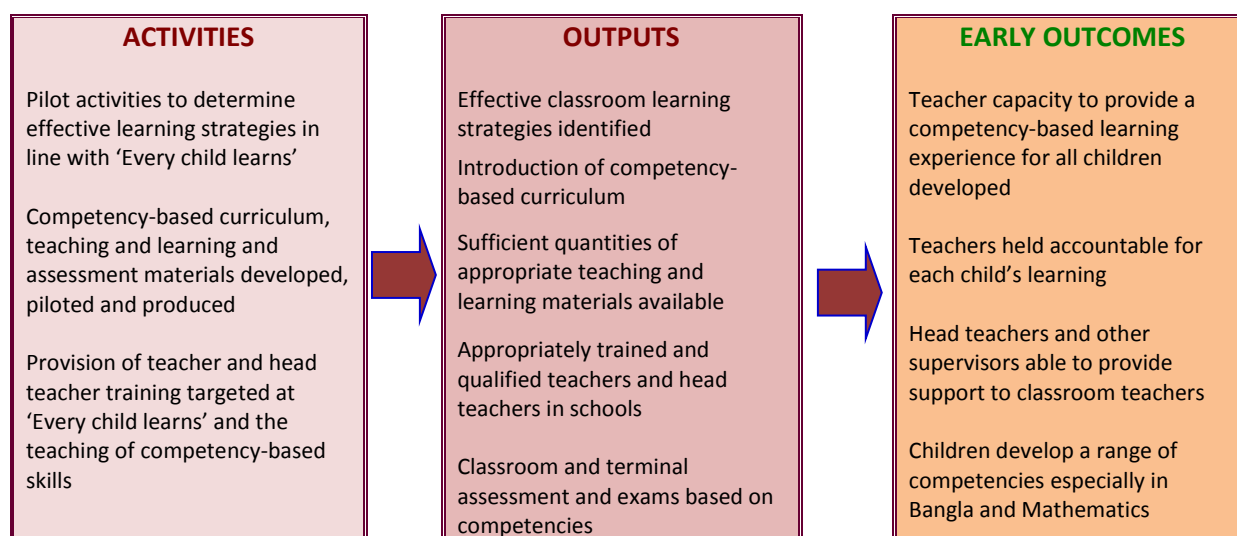 ACTIVITIES
Pilot activities to determine
effective learning strategies in
line with ‘Every child learns’
Competency-based curriculum,
teaching and learning and
assessment materials developed,
piloted and produced
Provision of teacher and head
teacher training targeted at
‘Every child learns’ and the
teaching of competency-based
skills
OUTPUTS
Effective classroom learning
strategies identified
Introduction of competency-
based curriculum
Sufficient quantities of
appropriate teaching and
learning materials available
Appropriately trained and
qualified teachers and head
teachers in schools
Classroom and terminal
assessment and exams based on
competencies
EARLY OUTCOMES
Teacher capacity to provide a
competency-based learning
experience for all children
developed
Teachers held accountable for
each child’s learning
Head teachers and other
supervisors able to provide
support to classroom teachers
Children develop a range of
competencies especially in
Bangla and Mathematics